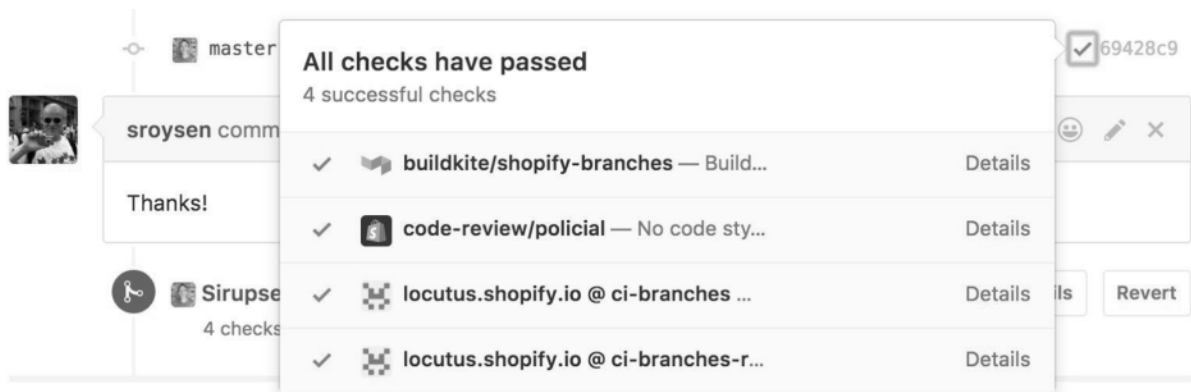 master
69428c9
All checks have passed
4 successful checks
sroysen comm
buildkite/shopify-branches — Build... Details
Thanks!
code-review/policial — No code sty... Details
Sirupse
locutus.shopify.io @ ci-branches ... Details
ils
Revert
4 checks
locutus.shopify.io @ ci-branches-r... Details